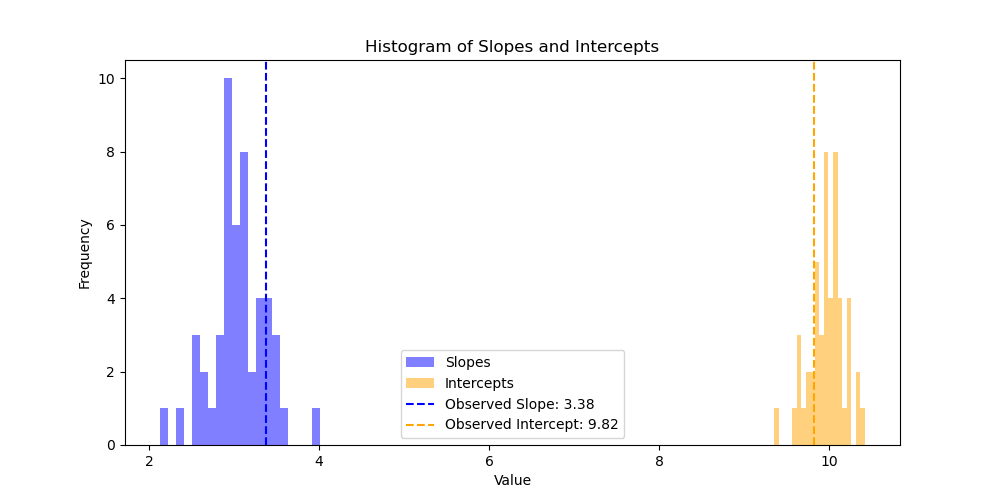 Histogram of Slopes and Intercepts
Frequency
10
8
6
4
2
0
2 4 6 8 10
Value
Slopes
Intercepts
Observed Slope: 3.38
Observed Intercept: 9.82